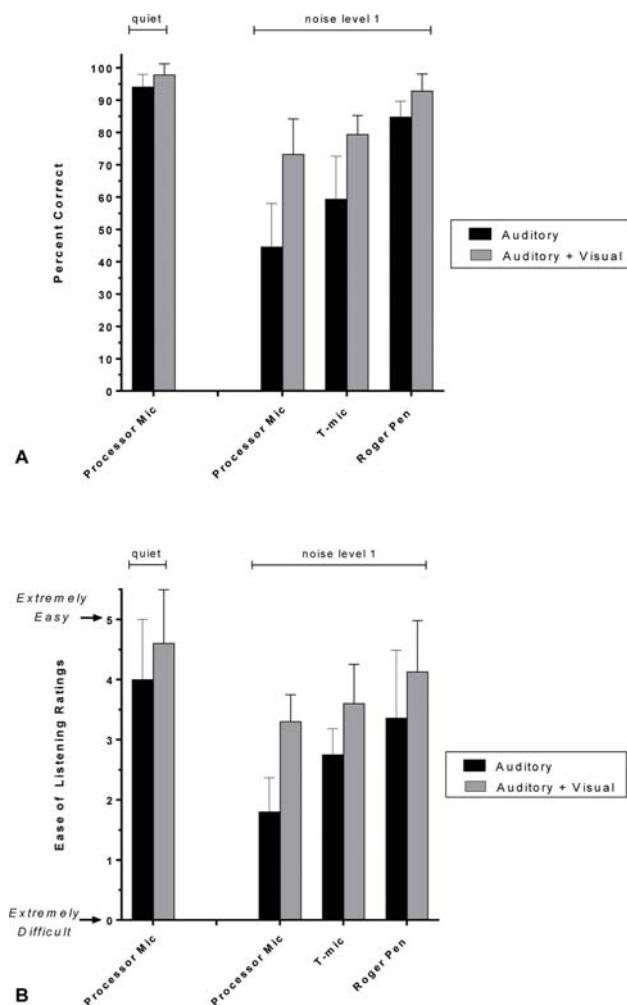 quiet
noise level 1
100
90
80
70
60
50
40
30
20
10
0
Percent Correct
Auditory
Auditory + Visual
Processor Mic
Processor Mic
T-mic
Roger Pen
A
quiet
noise level 1
Extremely
Easy
5
4
3
2
1
0
Ease of Listening Ratings
Extremely
Difficult
Auditory
Auditory + Visual
Processor Mic
Processor Mic
T-mic
Roger Pen
B